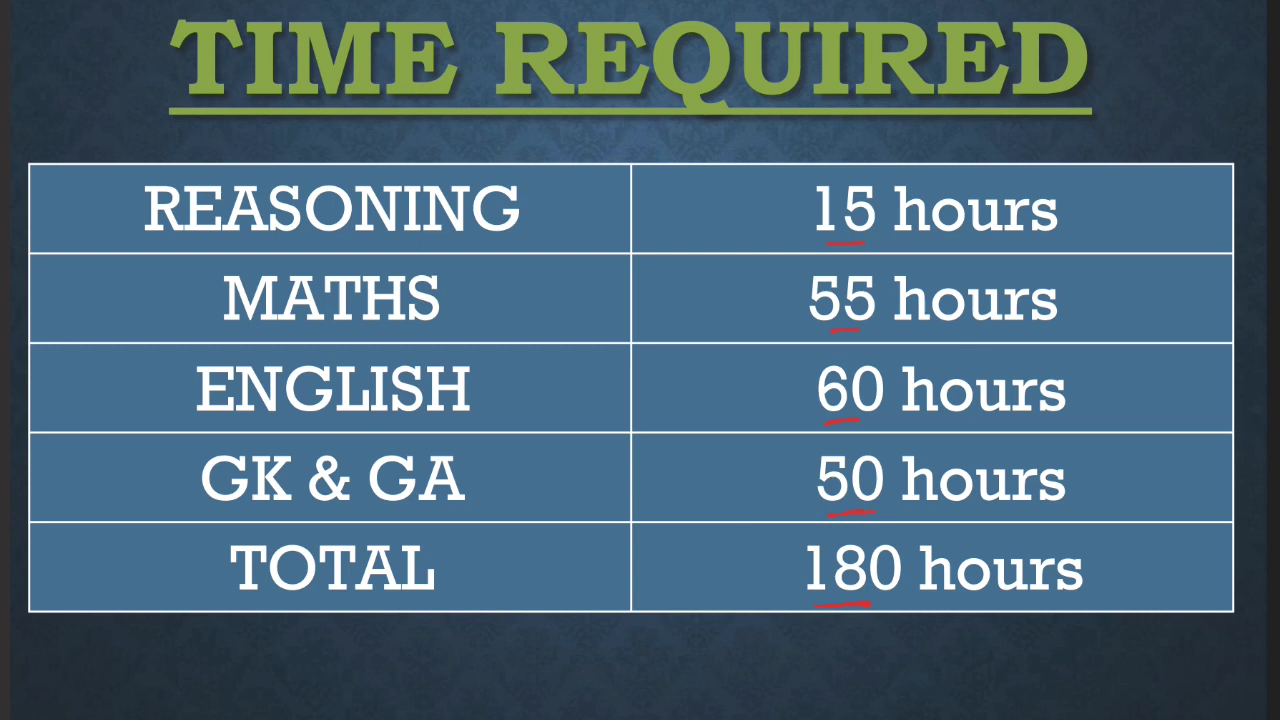 TIME REQUIRED
REASONING 15 hours
MATHS 55 hours
ENGLISH 60 hours
GK & GA 50 hours
TOTAL 180 hours